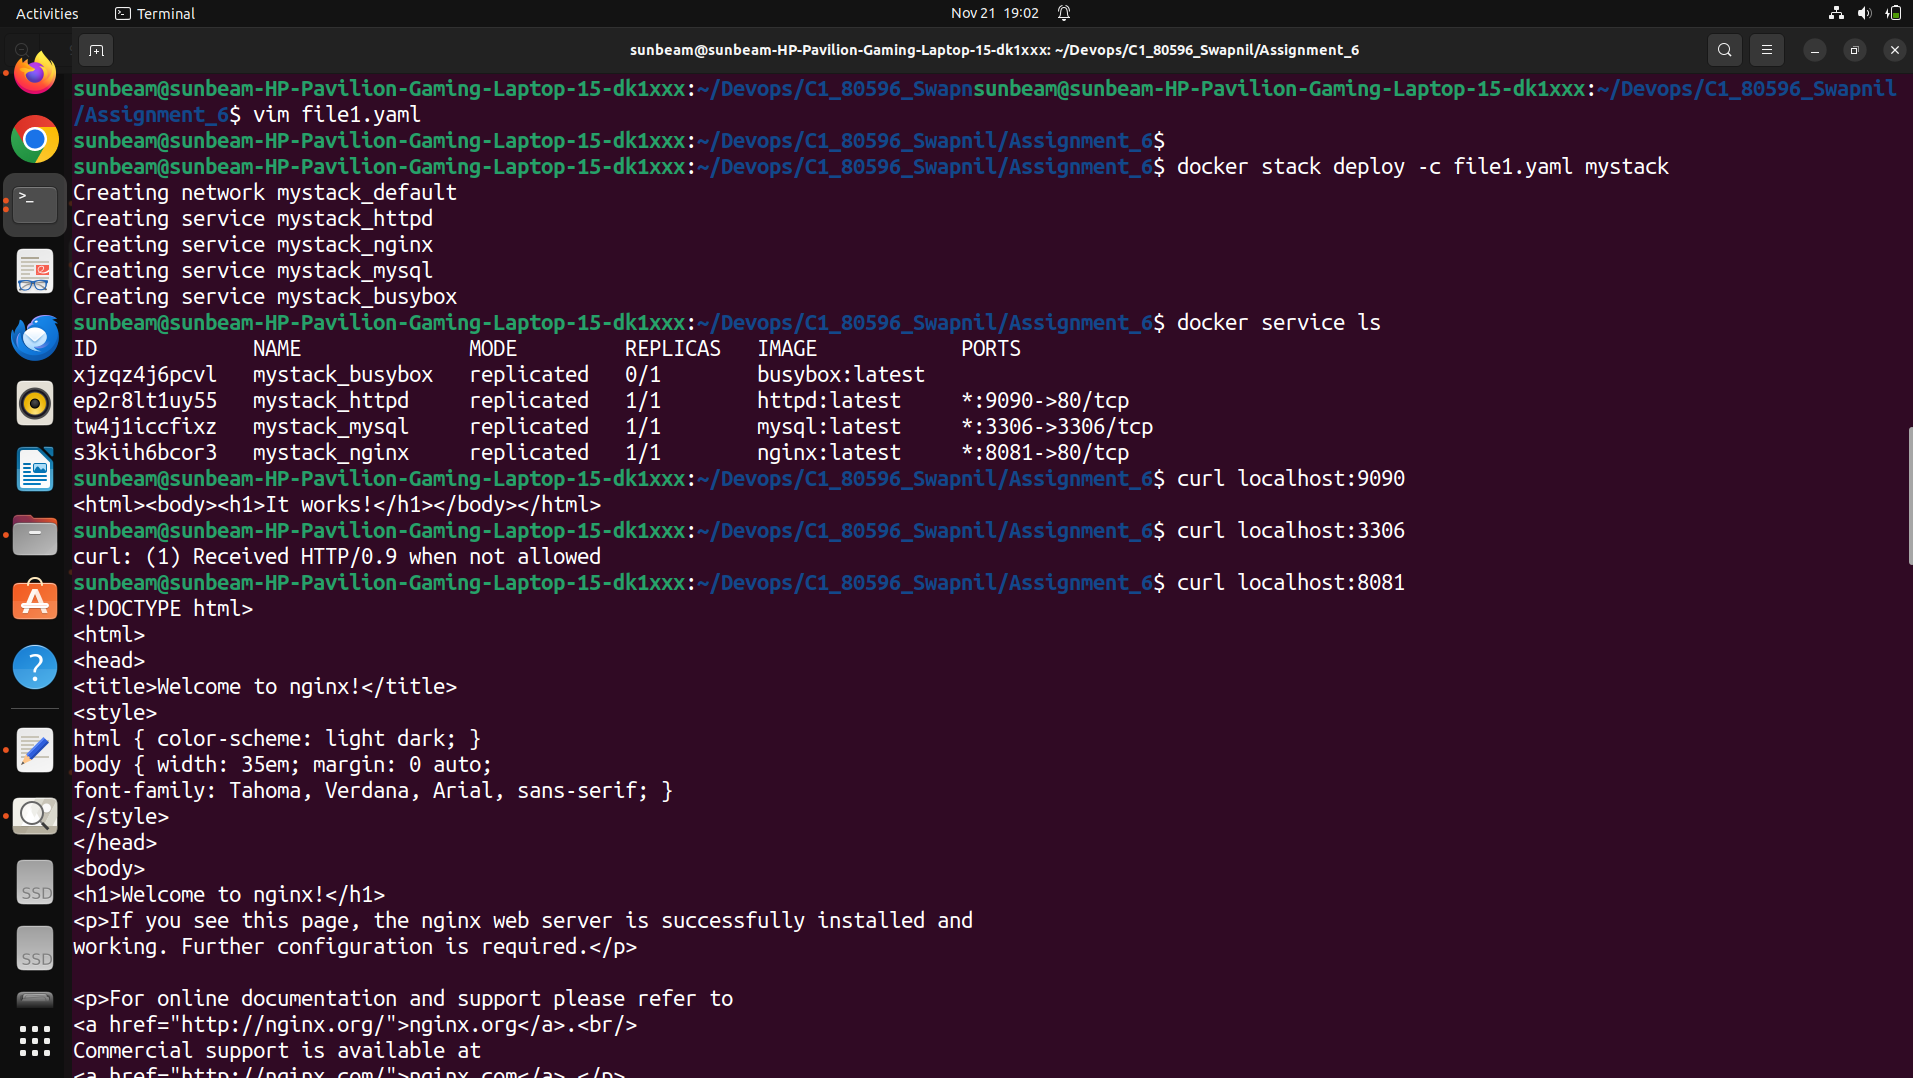 Activities
Terminal
Nov 21 19:02
sunbeam@sunbeam-HP-Pavilion-Gaming-Laptop-15-dk1xxx: ~/Devops/C1_80596_Swapnil/Assignment_6
sunbeam@sunbeam-HP-Pavilion-Gaming-Laptop-15-dk1xxx:~/Devops/C1_80596_Swapnsunbeam@sunbeam-HP-Pavilion-Gaming-Laptop-15-dk1xxx:~/Devops/C1_80596_Swapnil
/Assignment_6$ vim file1.yaml
sunbeam@sunbeam-HP-Pavilion-Gaming-Laptop-15-dk1xxx:~/Devops/C1_80596_Swapnil/Assignment_6$
sunbeam@sunbeam-HP-Pavilion-Gaming-Laptop-15-dk1xxx:~/Devops/C1_80596_Swapnil/Assignment_6$ docker stack deploy -c file1.yaml mystack
Creating network mystack_default
Creating service mystack_httpd
Creating service mystack_nginx
Creating service mystack_mysql
Creating service mystack_busybox
sunbeam@sunbeam-HP-Pavilion-Gaming-Laptop-15-dk1xxx:~/Devops/C1_80596_Swapnil/Assignment_6$ docker service ls
ID NAME MODE REPLICAS IMAGE PORTS
xjzqz4j6pcvl mystack_busybox replicated 0/1 busybox:latest
ep2r8lt1uy55 mystack_httpd replicated 1/1 httpd:latest *:9090->80/tcp
tw4j1iccfixz mystack_mysql replicated 1/1 mysql:latest *:3306->3306/tcp
s3kiih6bcor3 mystack_nginx replicated 1/1 nginx:latest *:8081->80/tcp
sunbeam@sunbeam-HP-Pavilion-Gaming-Laptop-15-dk1xxx:~/Devops/C1_80596_Swapnil/Assignment_6$ curl localhost:9090
<html><body><h1>It works!</h1></body></html>
sunbeam@sunbeam-HP-Pavilion-Gaming-Laptop-15-dk1xxx:~/Devops/C1_80596_Swapnil/Assignment_6$ curl localhost:3306
curl: (1) Received HTTP/0.9 when not allowed
sunbeam@sunbeam-HP-Pavilion-Gaming-Laptop-15-dk1xxx:~/Devops/C1_80596_Swapnil/Assignment_6$ curl localhost:8081
<!DOCTYPE html>
<html>
<head>
<title>Welcome to nginx!</title>
<style>
html { color-scheme: light dark; }
body { width: 35em; margin: 0 auto;
font-family: Tahoma, Verdana, Arial, sans-serif; }
</style>
</head>
<body>
<h1>Welcome to nginx!</h1>
<p>If you see this page, the nginx web server is successfully installed and
working. Further configuration is required.</p>
<p>For online documentation and support please refer to
<a href="http://nginx.org/">nginx.org</a>.<br/>
Commercial support is available at
<a href="http://nginx.com/">nginx.com</a>.</p>
SSD
SSD